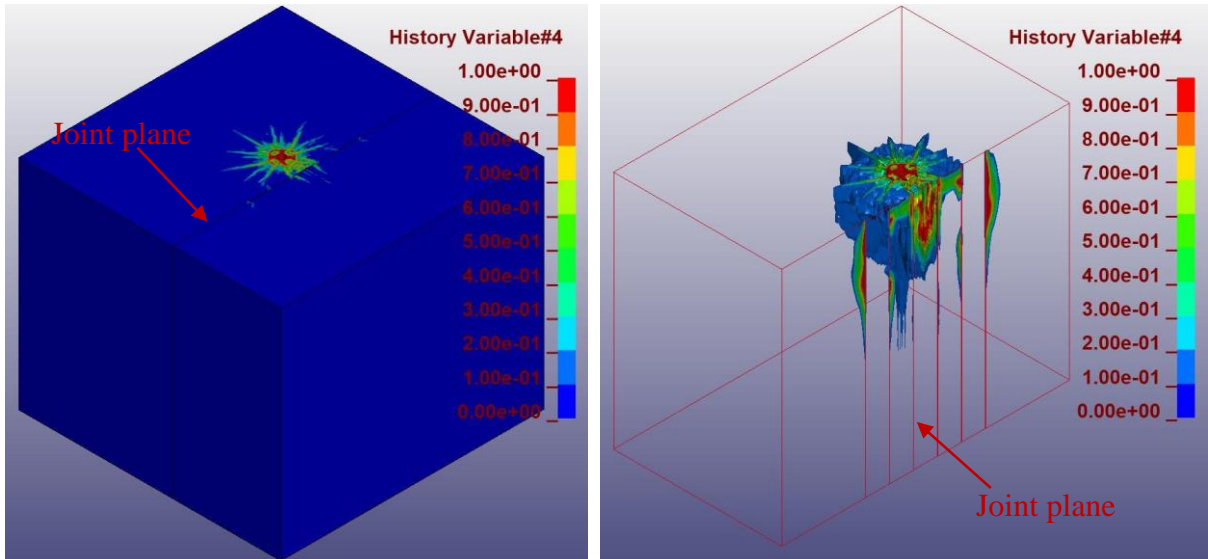 History Variable#4
1.00e+00
9.00e-01
8.00e-01
7.00e-01
6.00e-01
5.00e-01
4.00e-01
3.00e-01
2.00e-01
1.00e-01
0.00e+00
Joint plane
History Variable#4
1.00e+00
9.00e-01
8.00e-01
7.00e-01
6.00e-01
5.00e-01
4.00e-01
3.00e-01
2.00e-01
1.00e-01
0.00e+00
Joint plane